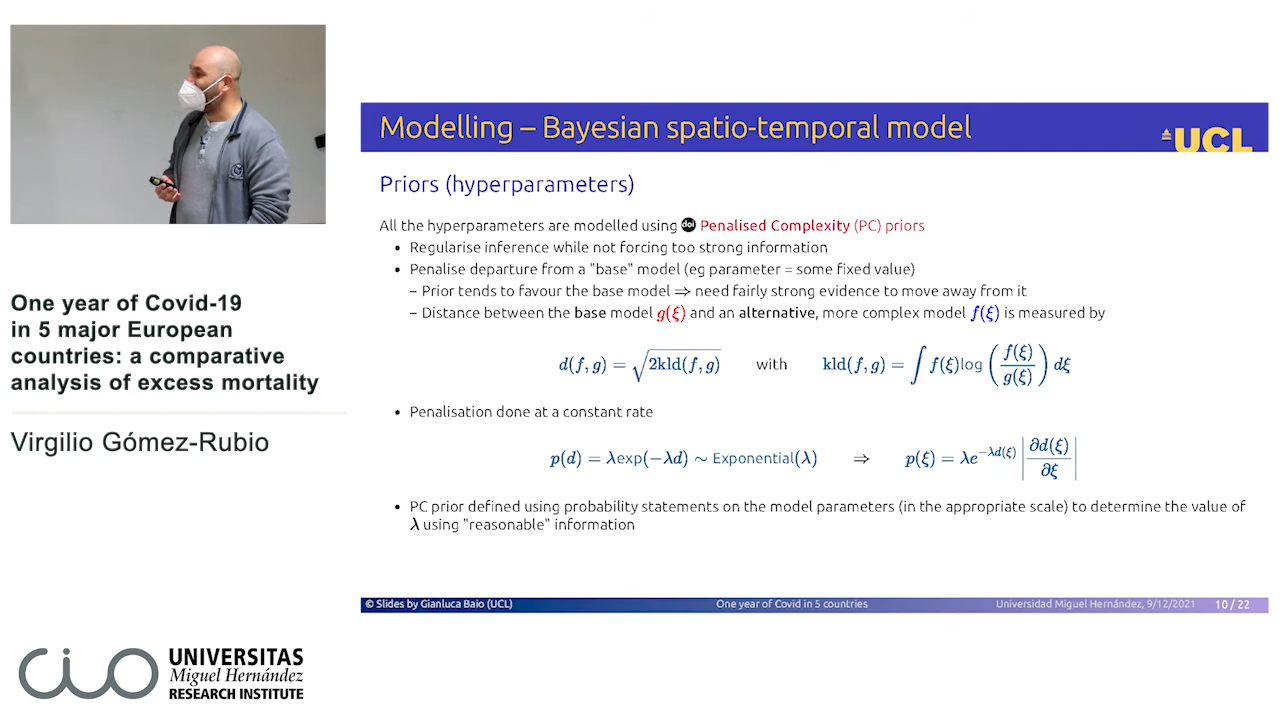 One year of Covid-19
in 5 major European
countries: a comparative
analysis of excess mortality
Virgilio Gómez-Rubio
cio UNIVERSITAS
Miguel Hernández
RESEARCH INSTITUTE
Modelling – Bayesian spatio-temporal model
UCL
Priors (hyperparameters)
All the hyperparameters are modelled using doi Penalised Complexity (PC) priors
• Regularise inference while not forcing too strong information
• Penalise departure from a "base" model (eg parameter = some fixed value)
– Prior tends to favour the base model ⇒ need fairly strong evidence to move away from it
– Distance between the base model g(ξ) and an alternative, more complex model f(ξ) is measured by
d(f, g) = √2kld(f, g) with kld(f, g) = ∫ f(ξ)log (f(ξ)/g(ξ)) dξ
• Penalisation done at a constant rate
p(d) = λexp(−λd) ∼ Exponential(λ) ⇒ p(ξ) = λe^−λd(ξ) |∂d(ξ)/∂ξ|
• PC prior defined using probability statements on the model parameters (in the appropriate scale) to determine the value of
λ using "reasonable" information
© Slides by Gianluca Baio (UCL) One year of Covid in 5 countries Universidad Miguel Hernández, 9/12/2021 10 / 22